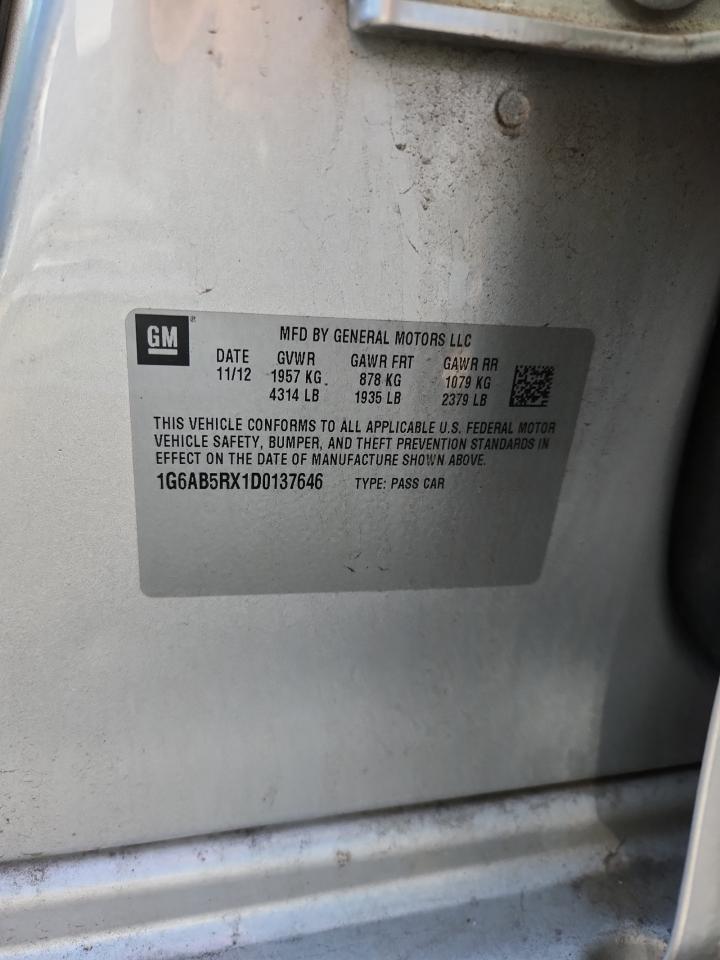 GM
MFD BY GENERAL MOTORS LLC
DATE GVWR GAWR FRT GAWR RR
11/12 1957 KG. 878 KG 1079 KG
4314 LB 1935 LB 2379 LB
THIS VEHICLE CONFORMS TO ALL APPLICABLE U.S. FEDERAL MOTOR
VEHICLE SAFETY, BUMPER, AND THEFT PREVENTION STANDARDS IN
EFFECT ON THE DATE OF MANUFACTURE SHOWN ABOVE.
1G6AB5RX1D0137646 TYPE: PASS CAR